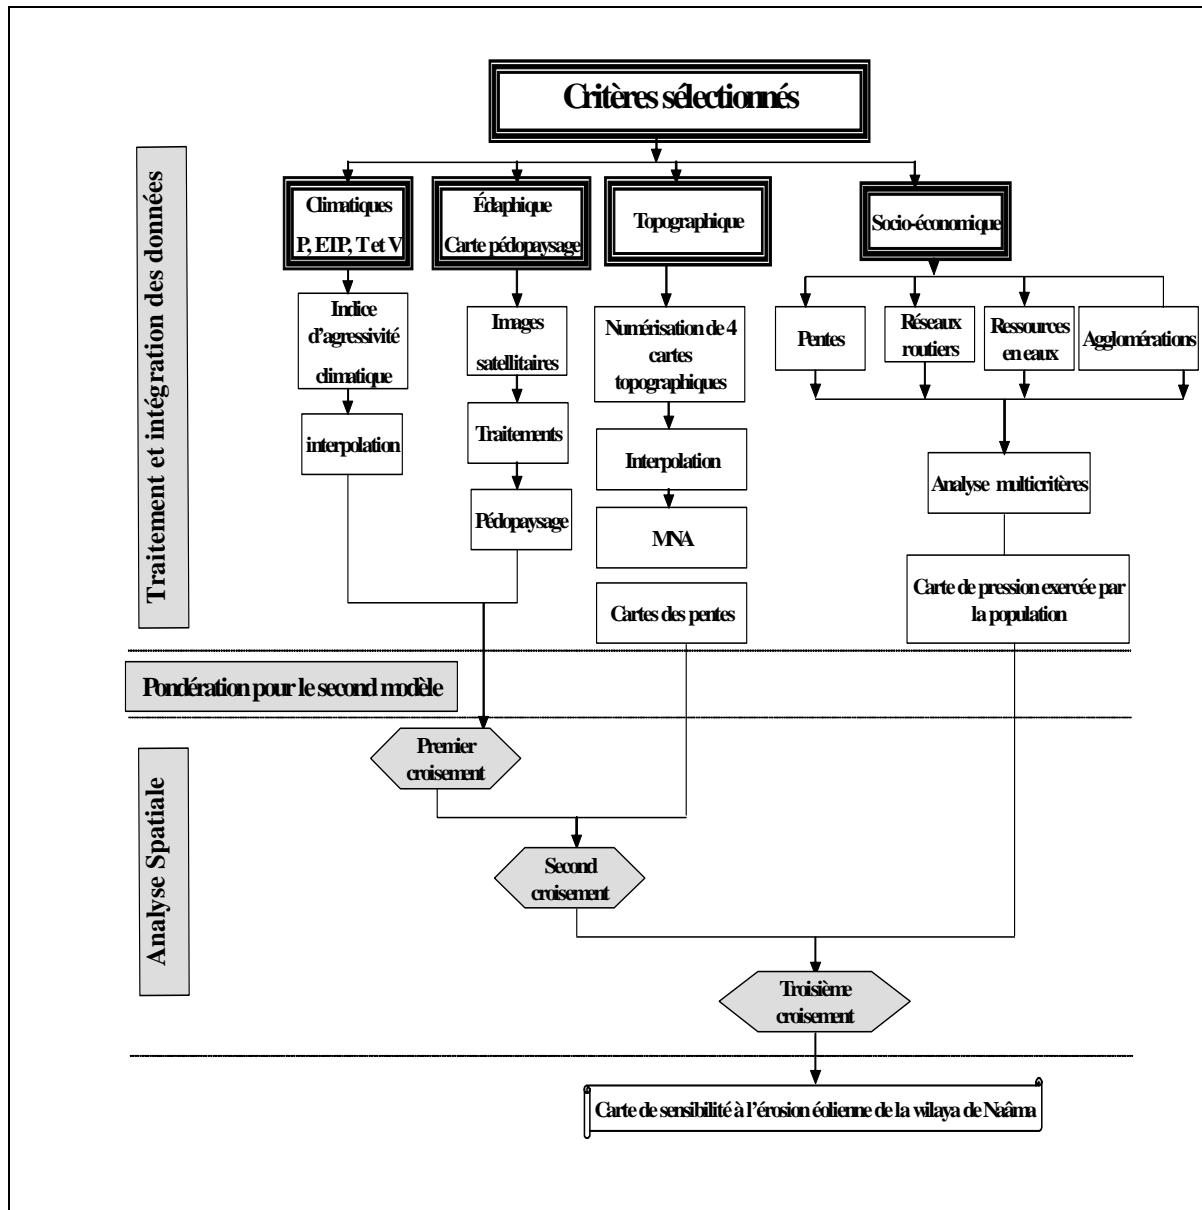 Critères sélectionnés
Traitement et intégration des données
Climatiques
P, ETP, T et V
Édaphique
Carte pédopaysage
Topographique
Socio-économique
Indice
d'agressivité
climatique
Images
satellitaires
Numérisation de 4
cartes
topographiques
Pentes
Réseaux
routiers
Ressources
en eaux
Agglomérations
interpolation
Traitements
Interpolation
Analyse multicritères
Pédopaysage
MNA
Cartes des pentes
Carte de pression exercée par
la population
Pondération pour le second modèle
Analyse Spatiale
Premier
croisement
Second
croisement
Troisième
croisement
Carte de sensibilité à l'érosion éolienne de la wilaya de Naâma